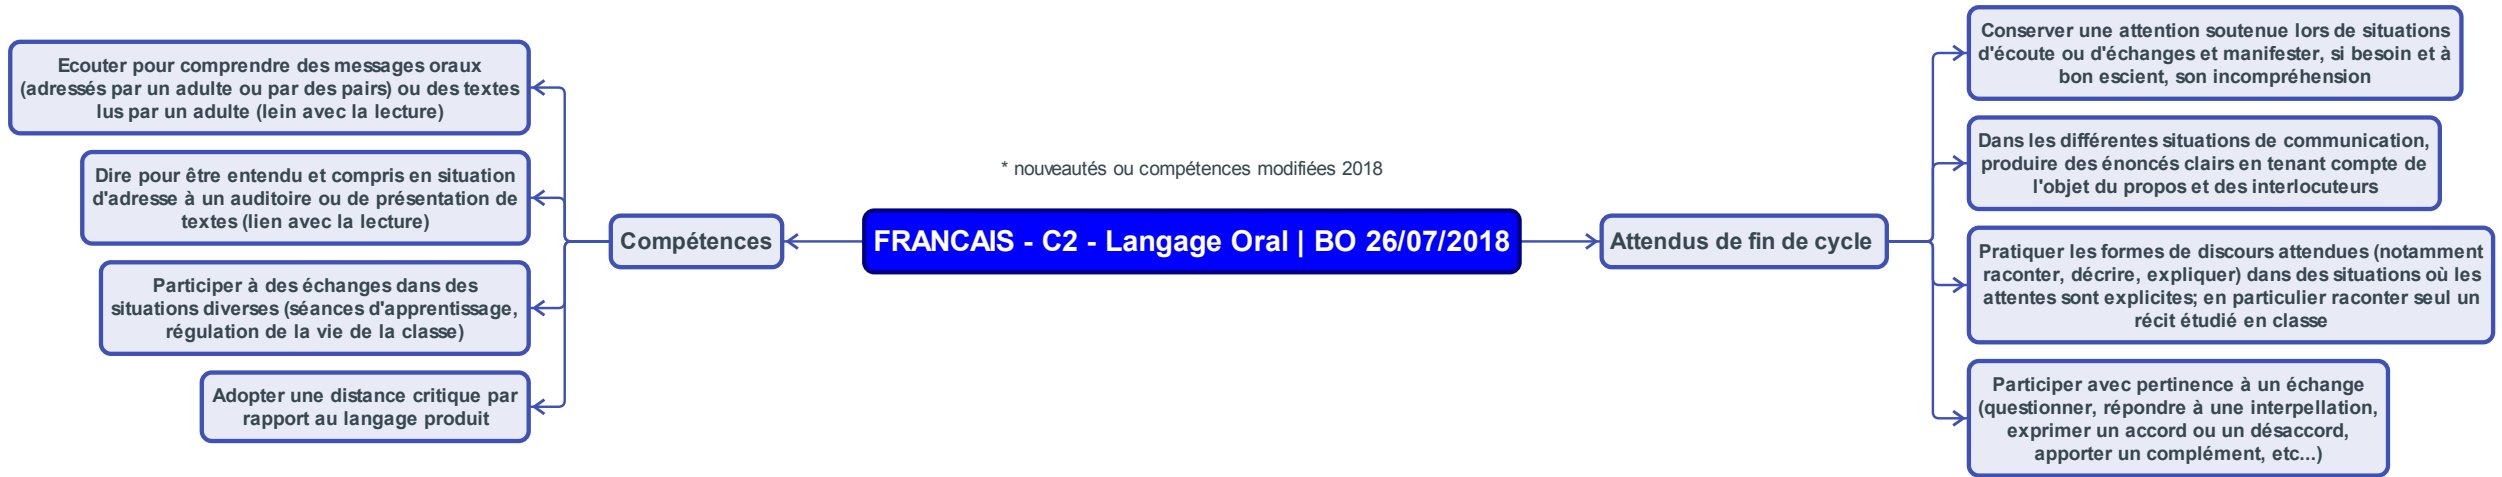 * nouveautés ou compétences modifiées 2018
FRANCAIS - C2 - Langage Oral | BO 26/07/2018
Compétences
Ecouter pour comprendre des messages oraux
(adressés par un adulte ou par des pairs) ou des textes
lus par un adulte (lein avec la lecture)
Dire pour être entendu et compris en situation
d'adresse à un auditoire ou de présentation de
textes (lien avec la lecture)
Participer à des échanges dans des
situations diverses (séances d'apprentissage,
régulation de la vie de la classe)
Adopter une distance critique par
rapport au langage produit
Attendus de fin de cycle
Conserver une attention soutenue lors de situations
d'écoute ou d'échanges et manifester, si besoin et à
bon escient, son incompréhension
Dans les différentes situations de communication,
produire des énoncés clairs en tenant compte de
l'objet du propos et des interlocuteurs
Pratiquer les formes de discours attendues (notamment
raconter, décrire, expliquer) dans des situations où les
attentes sont explicites; en particulier raconter seul un
récit étudié en classe
Participer avec pertinence à un échange
(questionner, répondre à une interpellation,
exprimer un accord ou un désaccord,
apporter un complément, etc...)